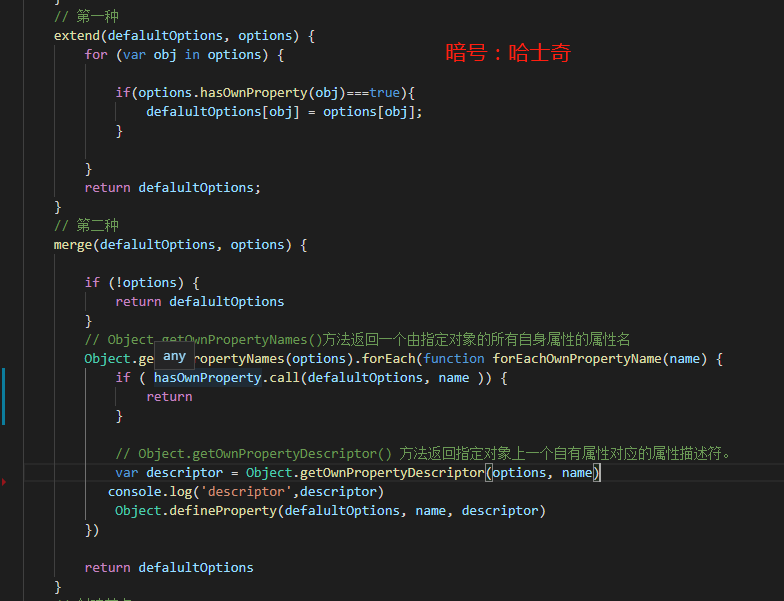 }
// 第一种
extend(defalultOptions, options) {
for (var obj in options) {
暗号：哈士奇
if(options.hasOwnProperty(obj)===true){
defalultOptions[obj] = options[obj];
}
}
return defalultOptions;
}
// 第二种
merge(defalultOptions, options) {
if (!options) {
return defalultOptions
}
// Object.getOwnPropertyNames()方法返回一个由指定对象的所有自身属性的属性名
any
Object.ge ropertyNames(options).forEach(function forEachOwnPropertyName(name) {
if ( hasOwnProperty.call(defalultOptions, name )) {
return
}
// Object.getOwnPropertyDescriptor() 方法返回指定对象上一个自有属性对应的属性描述符。
var descriptor = Object.getOwnPropertyDescriptor(options, name)
console.log('descriptor',descriptor)
Object.defineProperty(defalultOptions, name, descriptor)
})
return defalultOptions
}